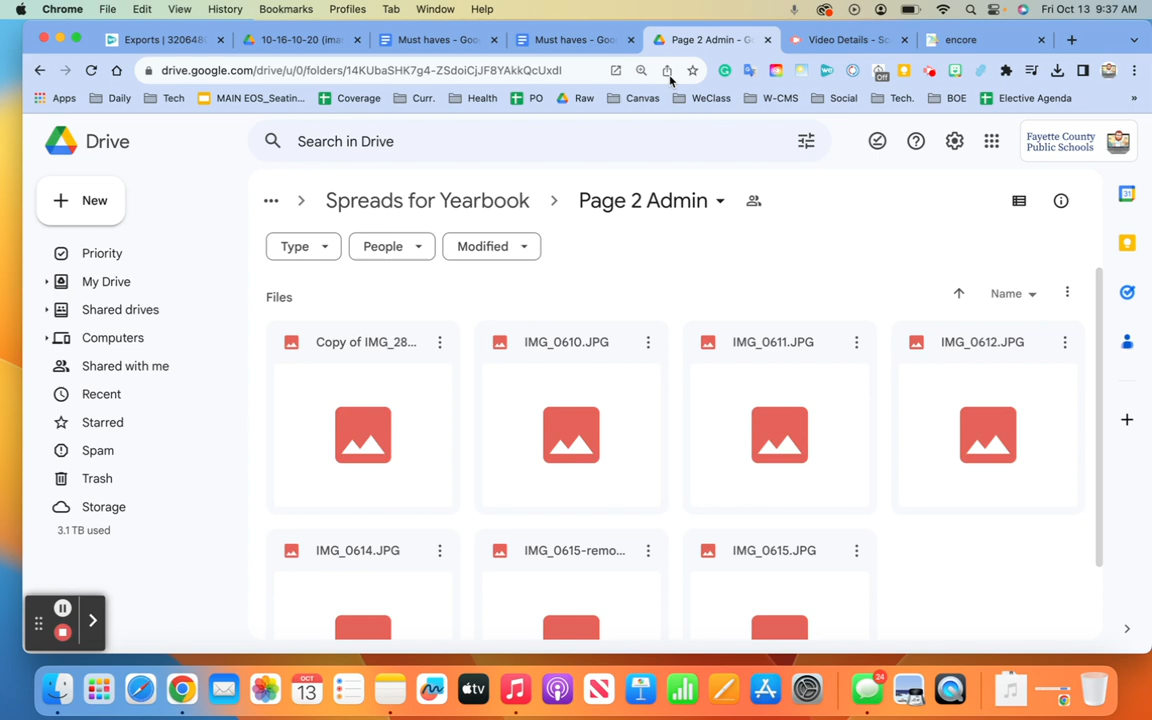 Chrome File Edit View History Bookmarks Profiles Tab Window Help Fri Oct 13 9:37 AM
Exports | 320648 10-16-10-20 (ima Must haves - Goo Must haves - Goo Page 2 Admin - G Video Details - Sc encore
drive.google.com/drive/u/0/folders/14KUbaSHK7g4-ZSdoiCjJF8YAkkQcUxdI
Apps Daily Tech MAIN EOS_Seatin... Coverage Curr. Health PO Raw Canvas WeClass W-CMS Social Tech. BOE Elective Agenda »
Drive Search in Drive Fayette County
Public Schools
New ... Spreads for Yearbook Page 2 Admin
Type People Modified
Priority
My Drive
Files Name
Shared drives
Computers
Copy of IMG_28... IMG_0610.JPG IMG_0611.JPG IMG_0612.JPG
Shared with me
Recent
Starred
Spam
Trash
Storage
3.1 TB used
IMG_0614.JPG IMG_0615-remo... IMG_0615.JPG
Off
31
OCT
13
tv
24